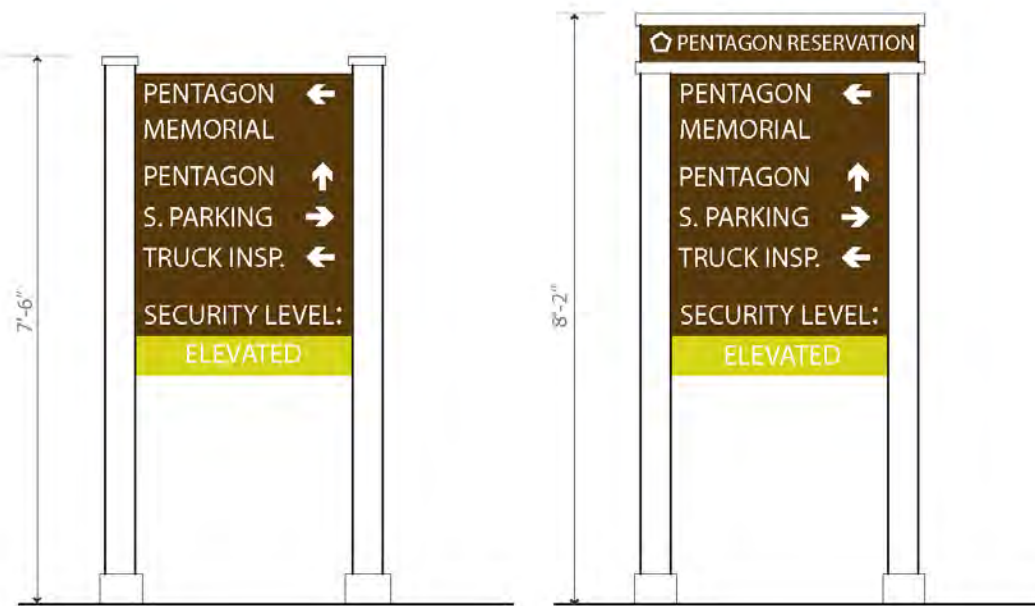 7'-6"
PENTAGON
MEMORIAL
PENTAGON
S. PARKING
TRUCK INSP.
SECURITY LEVEL:
ELEVATED
8'-2"
PENTAGON RESERVATION
PENTAGON
MEMORIAL
PENTAGON
S. PARKING
TRUCK INSP.
SECURITY LEVEL:
ELEVATED